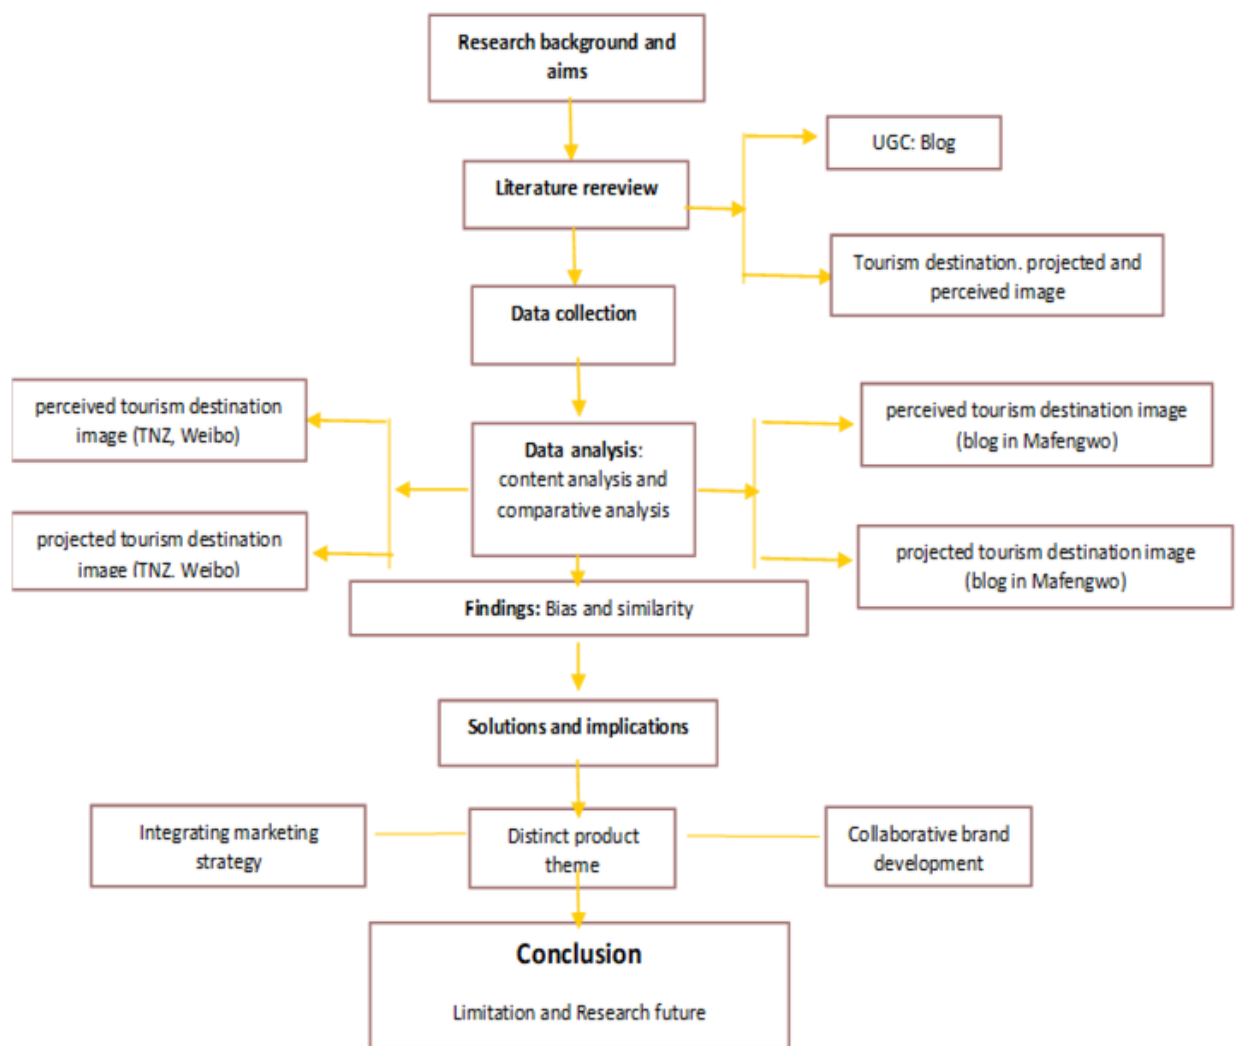 Research background and
aims
UGC: Blog
Literature rereview
Tourism destination. projected and
perceived image
Data collection
perceived tourism destination
image (TNZ, Weibo)
perceived tourism destination image
(blog in Mafengwo)
Data analysis:
content analysis and
comparative analysis
projected tourism destination
image (TNZ. Weibo)
projected tourism destination image
(blog in Mafengwo)
Findings: Bias and similarity
Solutions and implications
Integrating marketing
strategy
Distinct product
theme
Collaborative brand
development
Conclusion
Limitation and Research future